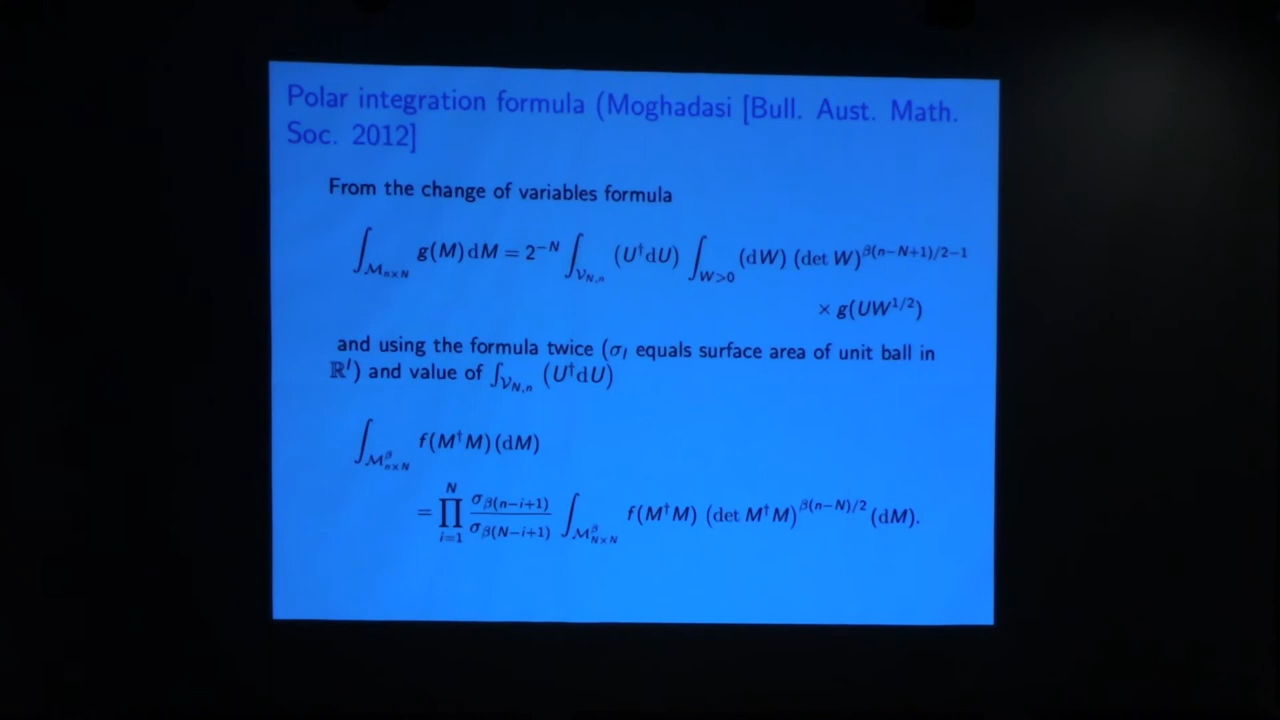 Polar integration formula (Moghadasi [Bull. Aust. Math.
Soc. 2012]
From the change of variables formula
∫_{M_{n×N}} g(M) dM = 2^{−N} ∫_{V_{N,n}} (U^†dU) ∫_{W>0} (dW) (det W)^{β(n−N+1)/2−1}
× g(UW^{1/2})
and using the formula twice (σ_l equals surface area of unit ball in
ℝ^l) and value of ∫_{V_{N,n}} (U^†dU)
∫_{M^β_{n×N}} f(M^†M) (dM)
= ∏_{i=1}^{N} σ_{β(n−i+1)}/σ_{β(N−i+1)} ∫_{M^β_{N×N}} f(M^†M) (det M^†M)^{β(n−N)/2} (dM).